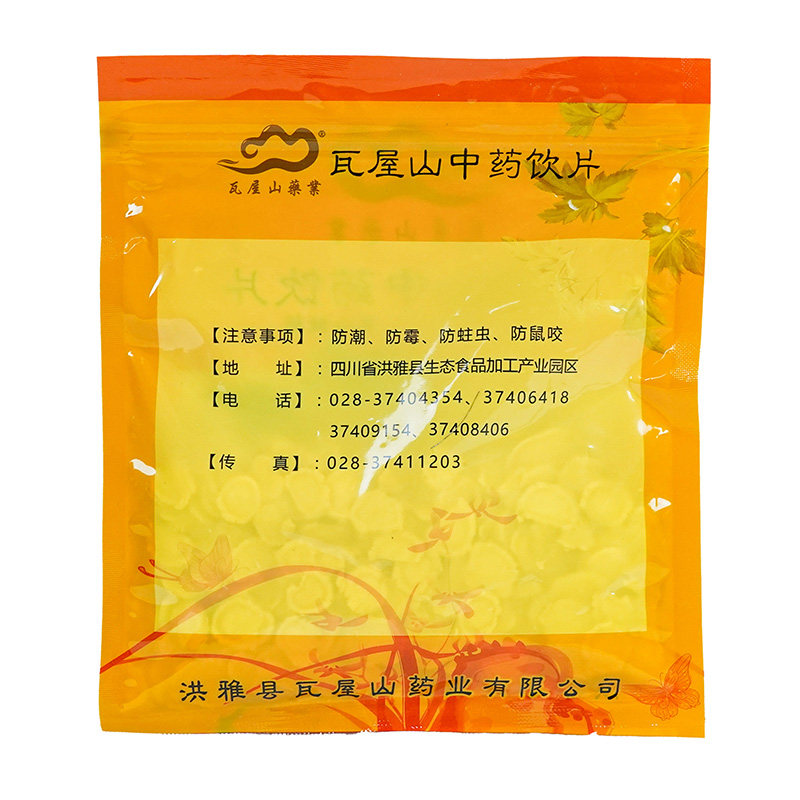 瓦屋山中药饮片
®
瓦屋山藥業
【注意事项】：防潮、防霉、防蛀虫、防鼠咬
【地 址】：四川省洪雅县生态食品加工产业园区
【电 话】：028-37404354、37406418
37409154、37408406
【传 真】：028-37411203
洪雅县瓦屋山药业有限公司